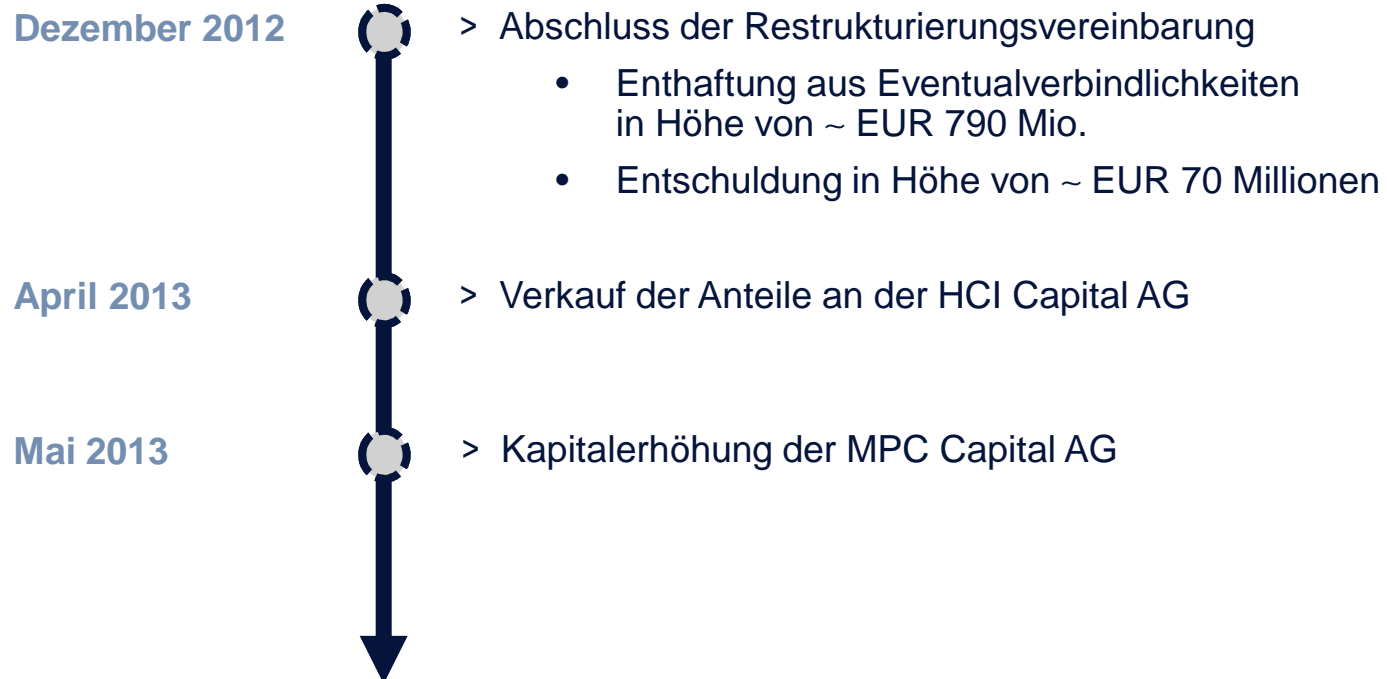 Dezember 2012 > Abschluss der Restrukturierungsvereinbarung
• Enthaftung aus Eventualverbindlichkeiten
in Höhe von ~ EUR 790 Mio.
• Entschuldung in Höhe von ~ EUR 70 Millionen
April 2013 > Verkauf der Anteile an der HCI Capital AG
Mai 2013 > Kapitalerhöhung der MPC Capital AG